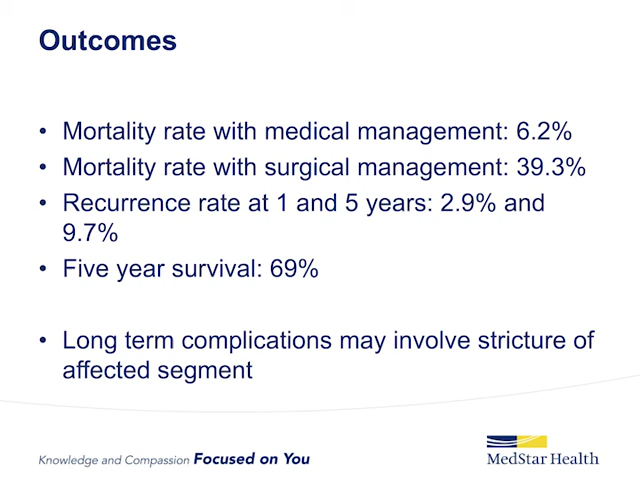 Outcomes
• Mortality rate with medical management: 6.2%
• Mortality rate with surgical management: 39.3%
• Recurrence rate at 1 and 5 years: 2.9% and
9.7%
• Five year survival: 69%
• Long term complications may involve stricture of
affected segment
Knowledge and Compassion Focused on You
MedStar Health